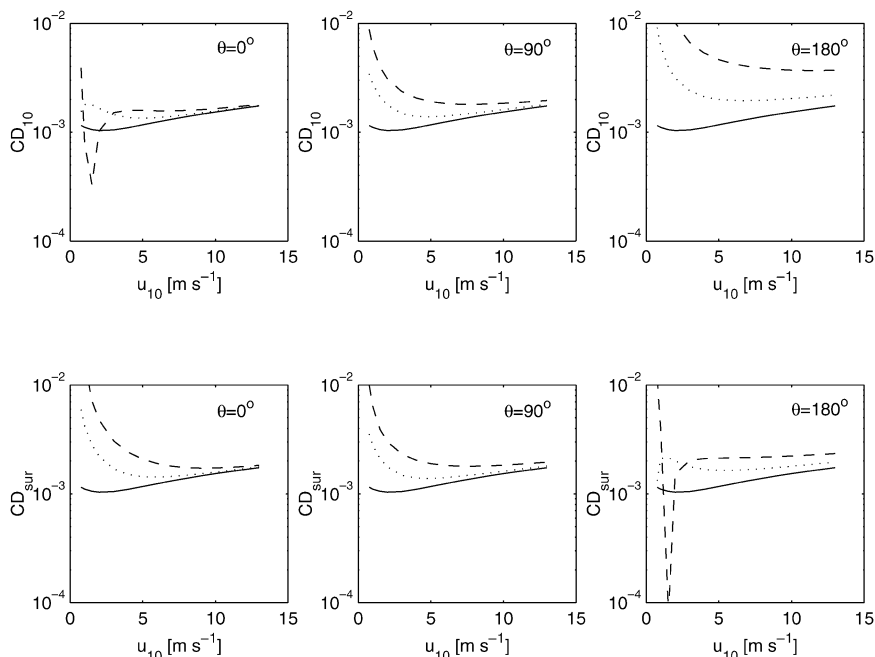 10⁻²
10⁻³
10⁻⁴
CD₁₀
θ=0°
0 5 10 15
u₁₀ [m s⁻¹]
10⁻²
10⁻³
10⁻⁴
CD₁₀
θ=90°
0 5 10 15
u₁₀ [m s⁻¹]
10⁻²
10⁻³
10⁻⁴
CD₁₀
θ=180°
0 5 10 15
u₁₀ [m s⁻¹]
10⁻²
10⁻³
10⁻⁴
CD_sur
θ=0°
0 5 10 15
u₁₀ [m s⁻¹]
10⁻²
10⁻³
10⁻⁴
CD_sur
θ=90°
0 5 10 15
u₁₀ [m s⁻¹]
10⁻²
10⁻³
10⁻⁴
CD_sur
θ=180°
0 5 10 15
u₁₀ [m s⁻¹]